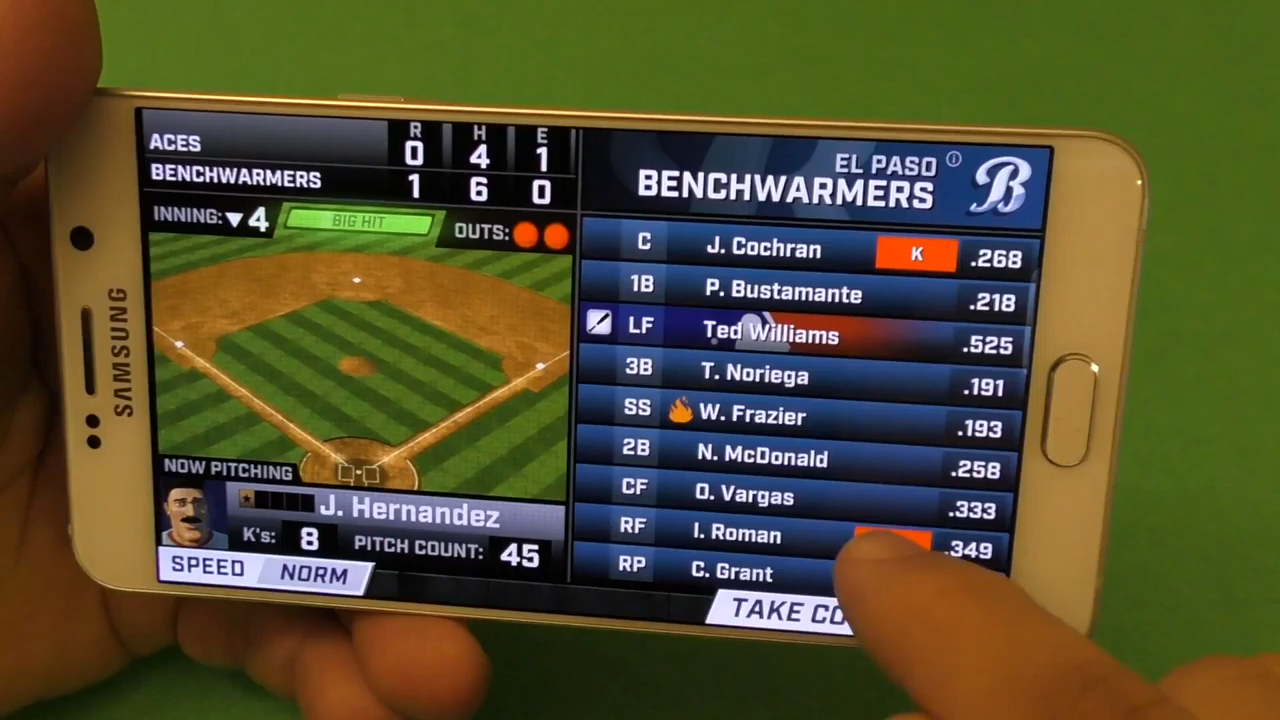 SAMSUNG
R H E
ACES 0 4 1
BENCHWARMERS 1 6 0
INNING: 4 BIG HIT OUTS:
NOW PITCHING
J. Hernandez
K's: 8 PITCH COUNT: 45
SPEED NORM
EL PASO
BENCHWARMERS
B
C J. Cochran K .268
1B P. Bustamante .218
LF Ted Williams .525
3B T. Noriega .191
SS W. Frazier .193
2B N. McDonald .258
CF O. Vargas .333
RF I. Roman .349
RP C. Grant
TAKE